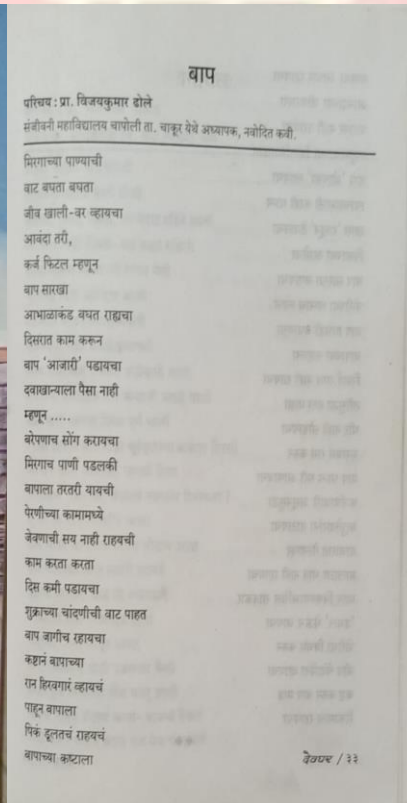 बाप
परिचय : प्रा. विजयकुमार ढोले
संजीवनी महाविद्यालय चापोली ता. चाकूर येथे अध्यापक, नवोदित कवी.
मिरगाच्या पाण्याची
वाट बघता बघता
जीव खाली-वर व्हायचा
आवंदा तरी,
कर्ज फिटल म्हणून
बाप सारखा
आभाळाकंड बघत राह्यचा
दिसरात काम करून
बाप 'आजारी' पडायचा
दवाखान्याला पैसा नाही
म्हणून .....
बरेपणाच सोंग करायचा
मिरगाच पाणी पडलकी
बापाला तरतरी यायची
पेरणीच्या कामामध्ये
जेवणाची सय नाही राहयची
काम करता करता
दिस कमी पडायचा
शुक्राच्या चांदणीची वाट पाहत
बाप जागीच रहायचा
कष्टानं बापाच्या
रान हिरवगारं व्हायचं
पाहून बापाला
पिकं डूलतचं राहयचं
बापाच्या कष्टाला
वेणार / ३३